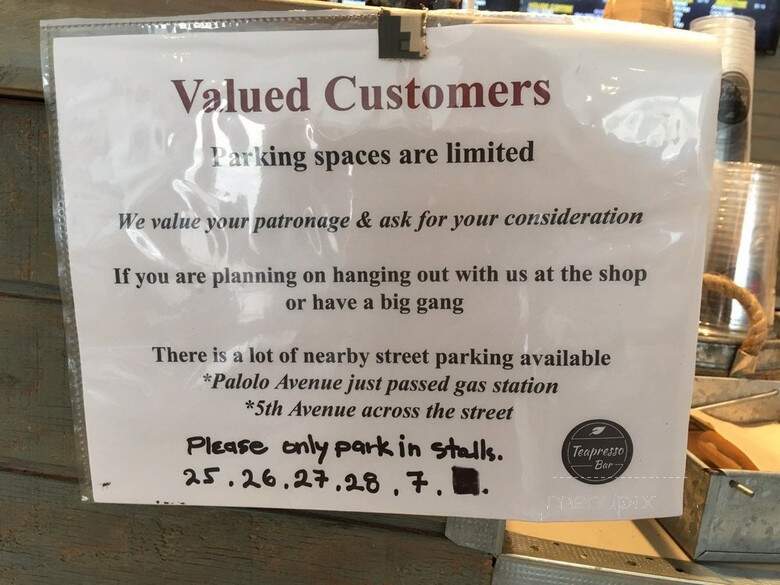 Valued Customers
Parking spaces are limited
We value your patronage & ask for your consideration
If you are planning on hanging out with us at the shop
or have a big gang
There is a lot of nearby street parking available
*Palolo Avenue just passed gas station
*5th Avenue across the street
Please only park in stalls.
25.26.27.28.7.
Teapresso
Bar
menupix